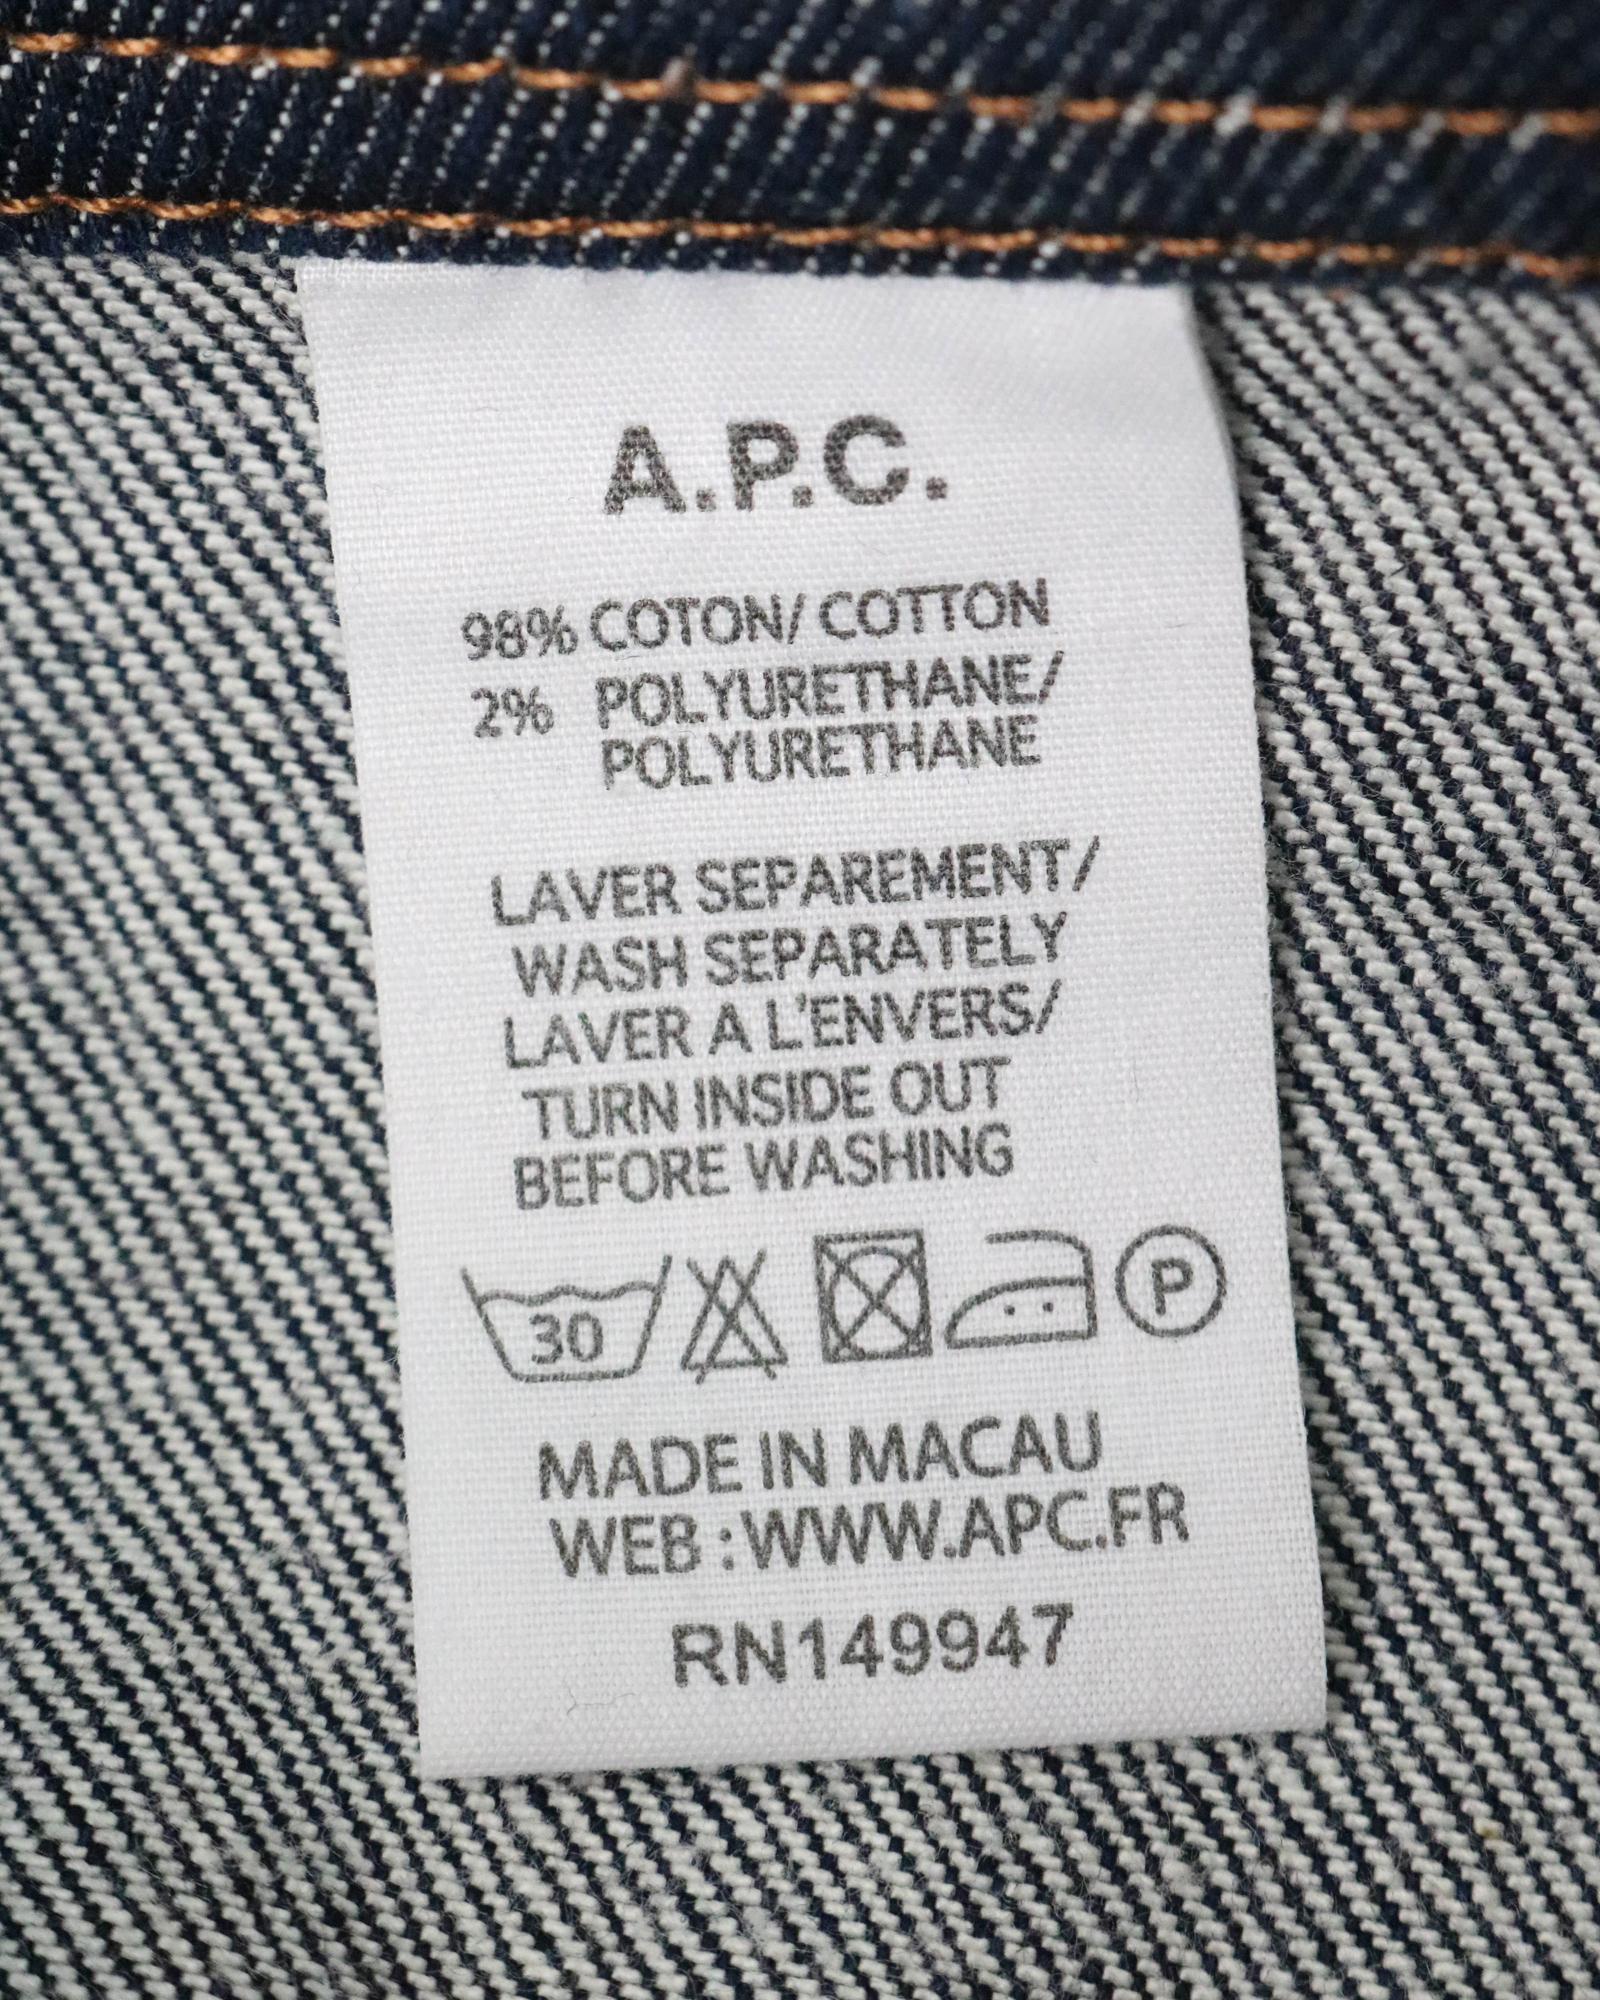 A.P.C.
98% COTON/ COTTON
2% POLYURETHANE/
POLYURETHANE
LAVER SEPAREMENT/
WASH SEPARATELY
LAVER A L'ENVERS/
TURN INSIDE OUT
BEFORE WASHING
30 P
MADE IN MACAU
WEB : WWW.APC.FR
RN149947